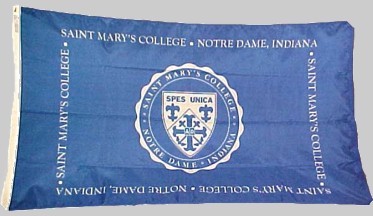 SAINT MARY'S COLLEGE • NOTRE DAME, INDIANA
• SAINT MARY'S COLLEGE •
• SAINT MARY'S COLLEGE
SAINT MARY'S COLLEGE
SPES UNICA
NOTRE DAME • INDIANA
SAINT MARY'S COLLEGE • NOTRE DAME, INDIANA •